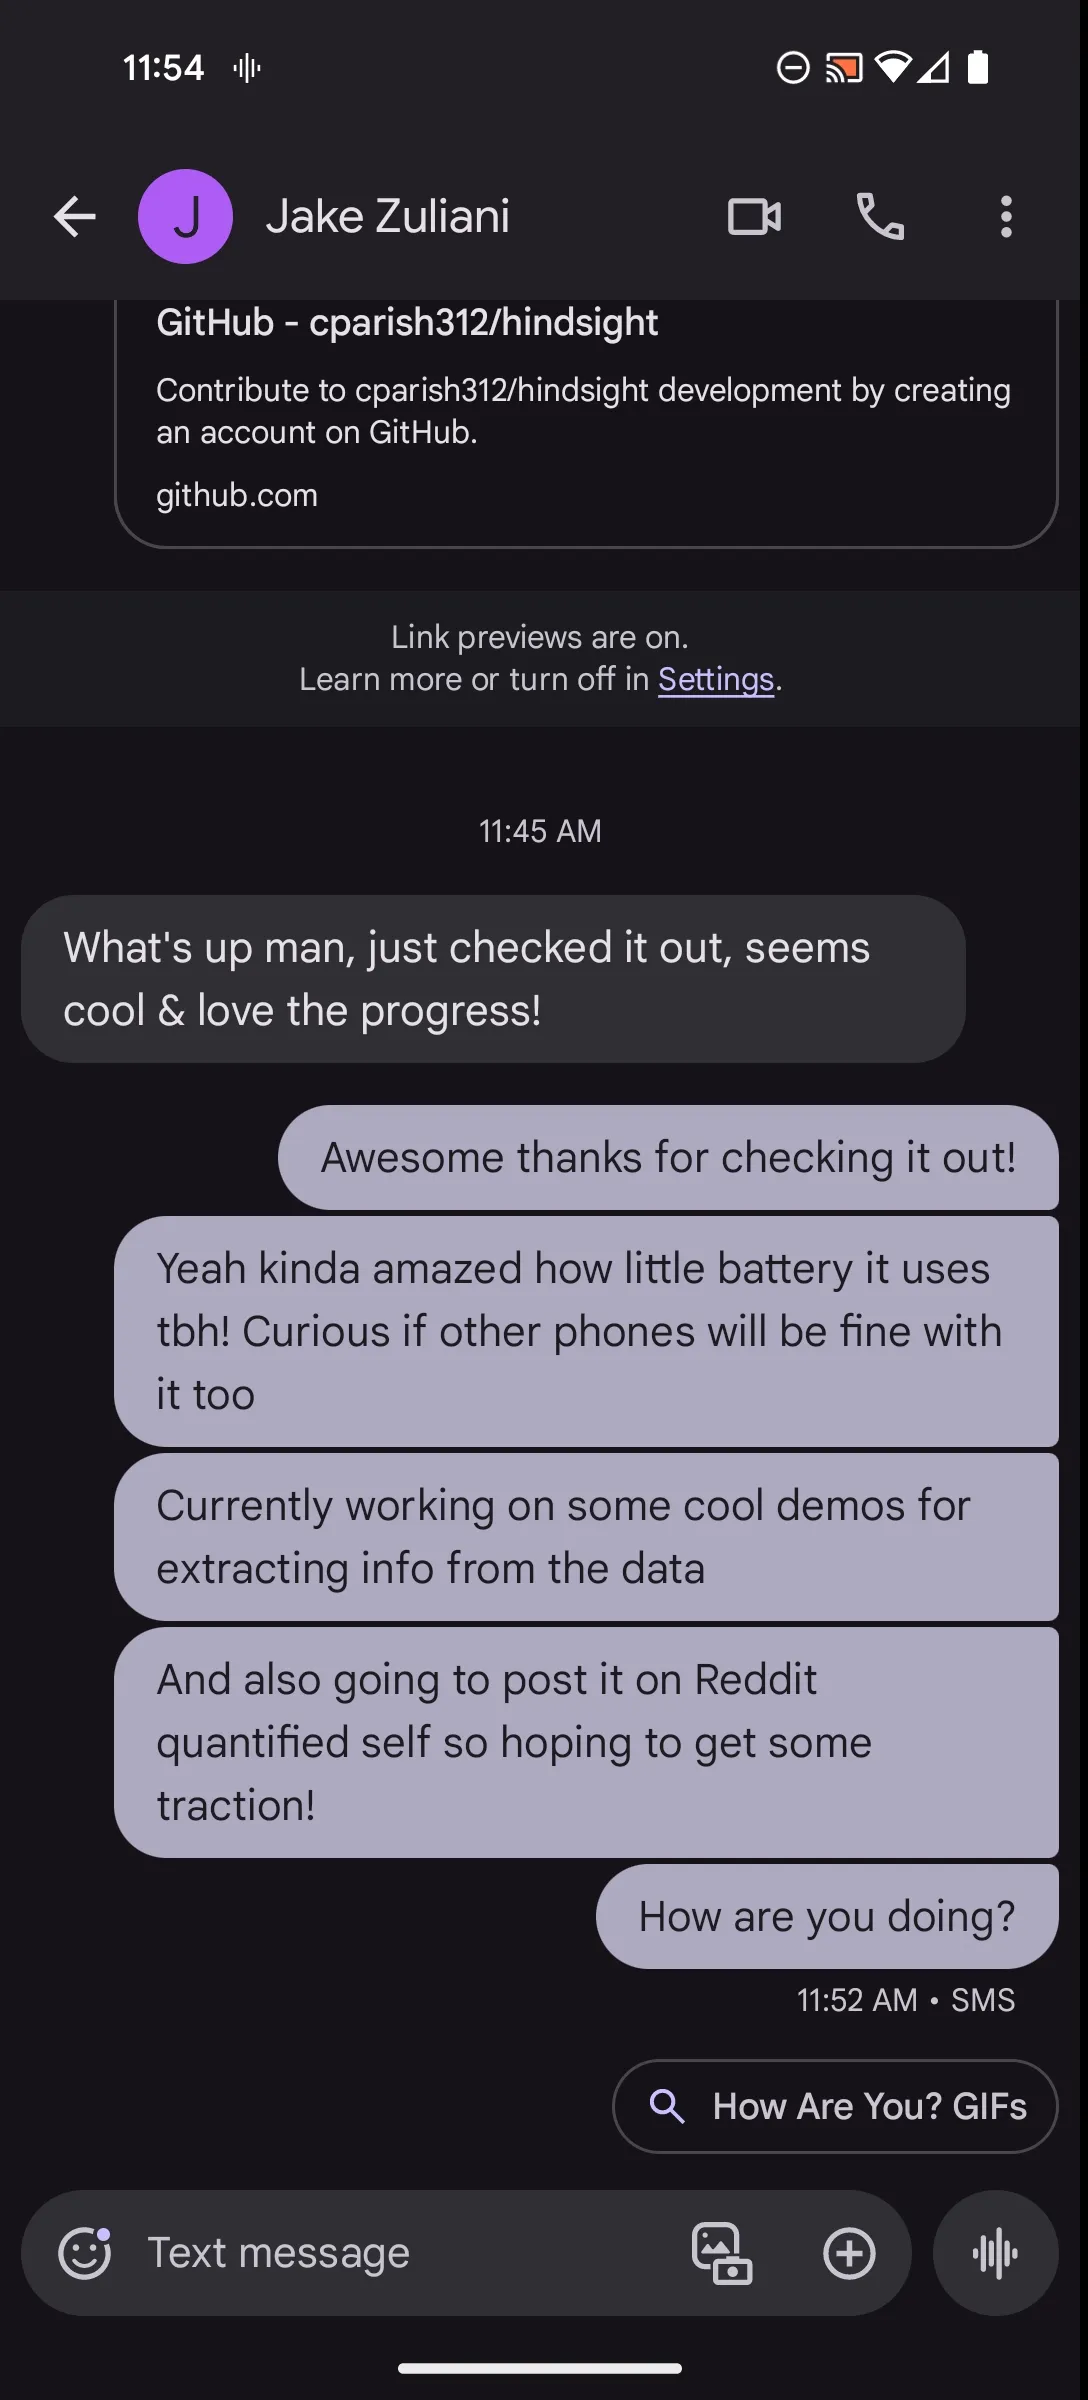 11:54
J
Jake Zuliani
GitHub - cparish312/hindsight
Contribute to cparish312/hindsight development by creating
an account on GitHub.
github.com
Link previews are on.
Learn more or turn off in Settings.
11:45 AM
What's up man, just checked it out, seems
cool & love the progress!
Awesome thanks for checking it out!
Yeah kinda amazed how little battery it uses
tbh! Curious if other phones will be fine with
it too
Currently working on some cool demos for
extracting info from the data
And also going to post it on Reddit
quantified self so hoping to get some
traction!
How are you doing?
11:52 AM • SMS
How Are You? GIFs
Text message